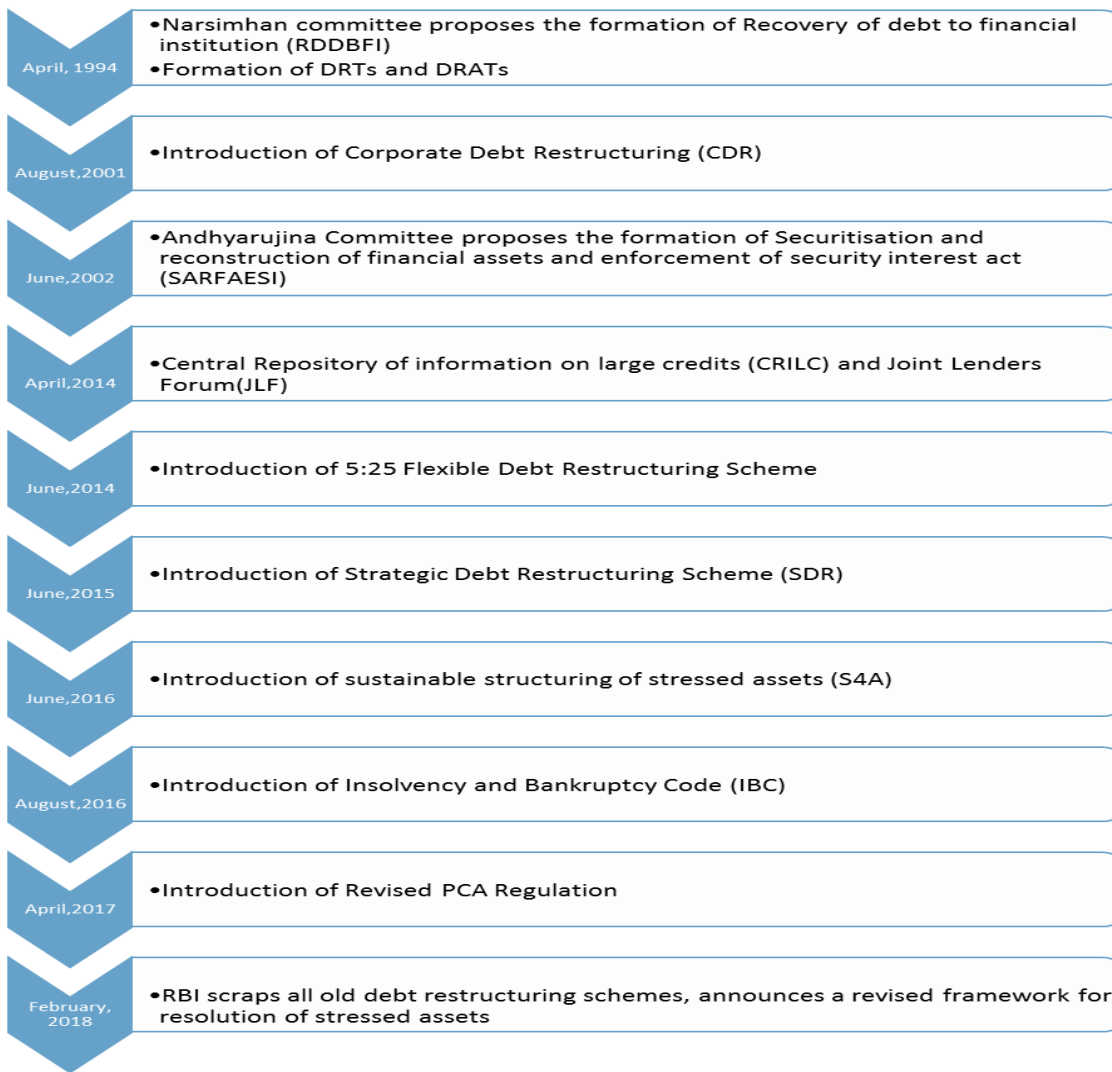 April, 1994
•Narsimhan committee proposes the formation of Recovery of debt to financial
institution (RDDBFI)
•Formation of DRTs and DRATs
August,2001
•Introduction of Corporate Debt Restructuring (CDR)
June,2002
•Andhyarujina Committee proposes the formation of Securitisation and
reconstruction of financial assets and enforcement of security interest act
(SARFAESI)
April,2014
•Central Repository of information on large credits (CRILC) and Joint Lenders
Forum(JLF)
June,2014
•Introduction of 5:25 Flexible Debt Restructuring Scheme
June,2015
•Introduction of Strategic Debt Restructuring Scheme (SDR)
June,2016
•Introduction of sustainable structuring of stressed assets (S4A)
August,2016
•Introduction of Insolvency and Bankruptcy Code (IBC)
April,2017
•Introduction of Revised PCA Regulation
February,
2018
•RBI scraps all old debt restructuring schemes, announces a revised framework for
resolution of stressed assets